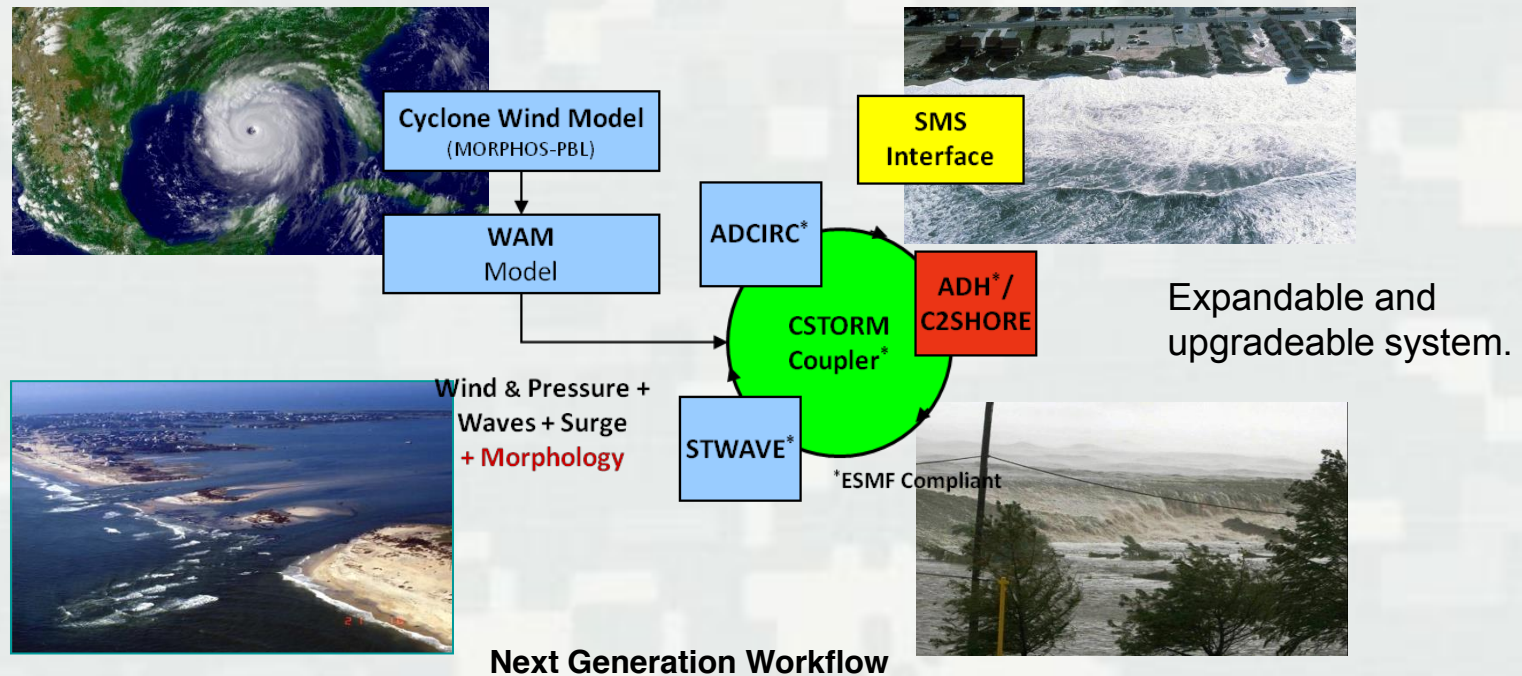 Cyclone Wind Model
(MORPHOS-PBL)
WAM
Model
SMS
Interface
ADCIRC*
ADH*/
C2SHORE
CSTORM
Coupler*
STWAVE*
*ESMF Compliant
Wind & Pressure +
Waves + Surge
+ Morphology
Expandable and
upgradeable system.
Next Generation Workflow